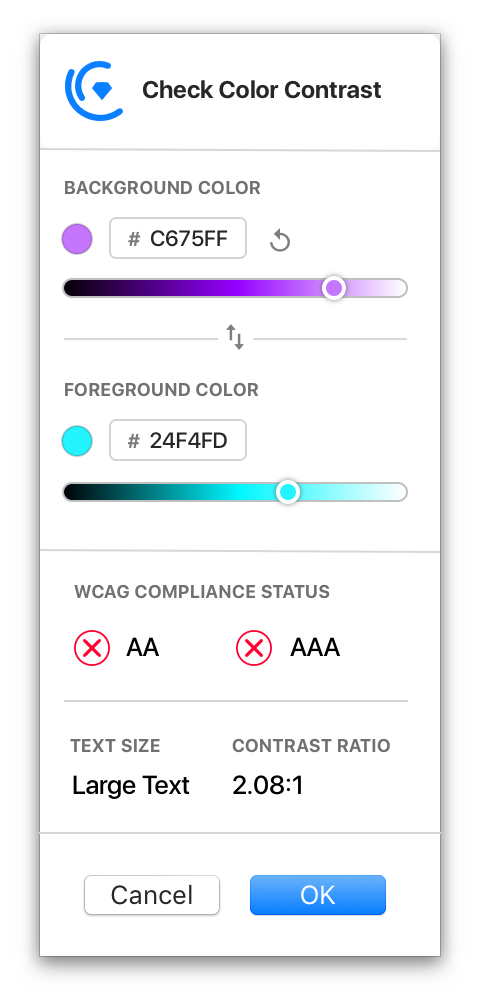 Check Color Contrast
BACKGROUND COLOR
# C675FF
FOREGROUND COLOR
# 24F4FD
WCAG COMPLIANCE STATUS
AA AAA
TEXT SIZE CONTRAST RATIO
Large Text 2.08:1
Cancel OK